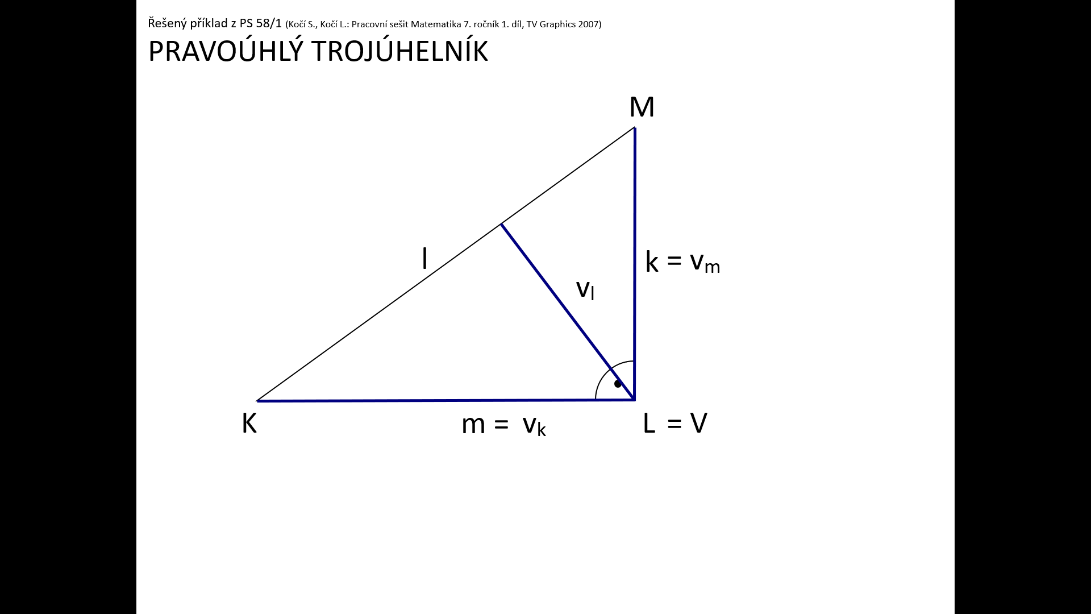 Řešený příklad z PS 58/1 (Kočí S., Kočí L.: Pracovní sešit Matematika 7. ročník 1. díl, TV Graphics 2007)
PRAVOÚHLÝ TROJÚHELNÍK
M
l
k = vm
vl
K
m = vk
L = V